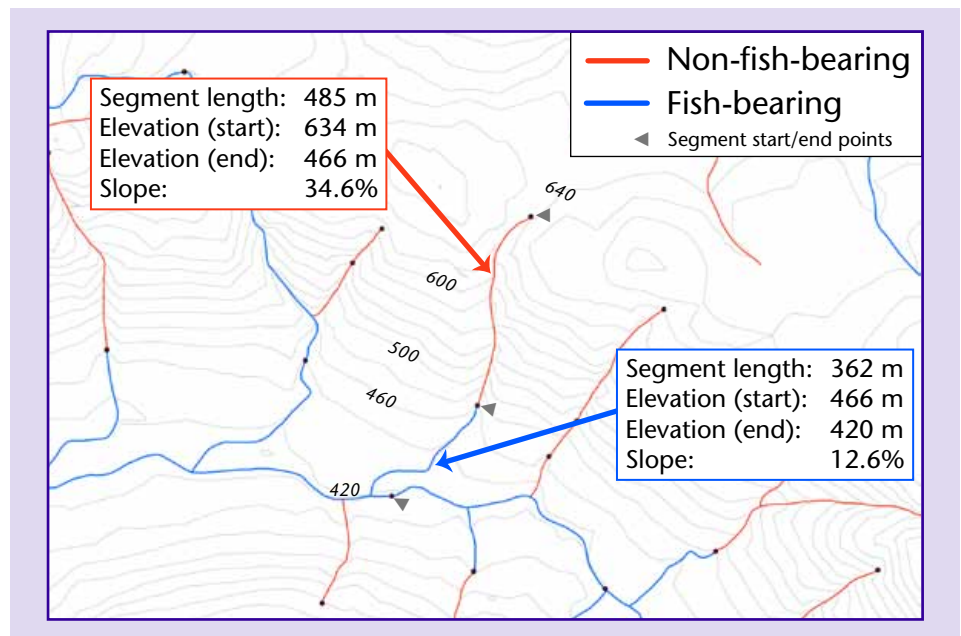 Non-fish-bearing
Fish-bearing
Segment start/end points
Segment length: 485 m
Elevation (start): 634 m
Elevation (end): 466 m
Slope: 34.6%
640
600
500
460
420
Segment length: 362 m
Elevation (start): 466 m
Elevation (end): 420 m
Slope: 12.6%